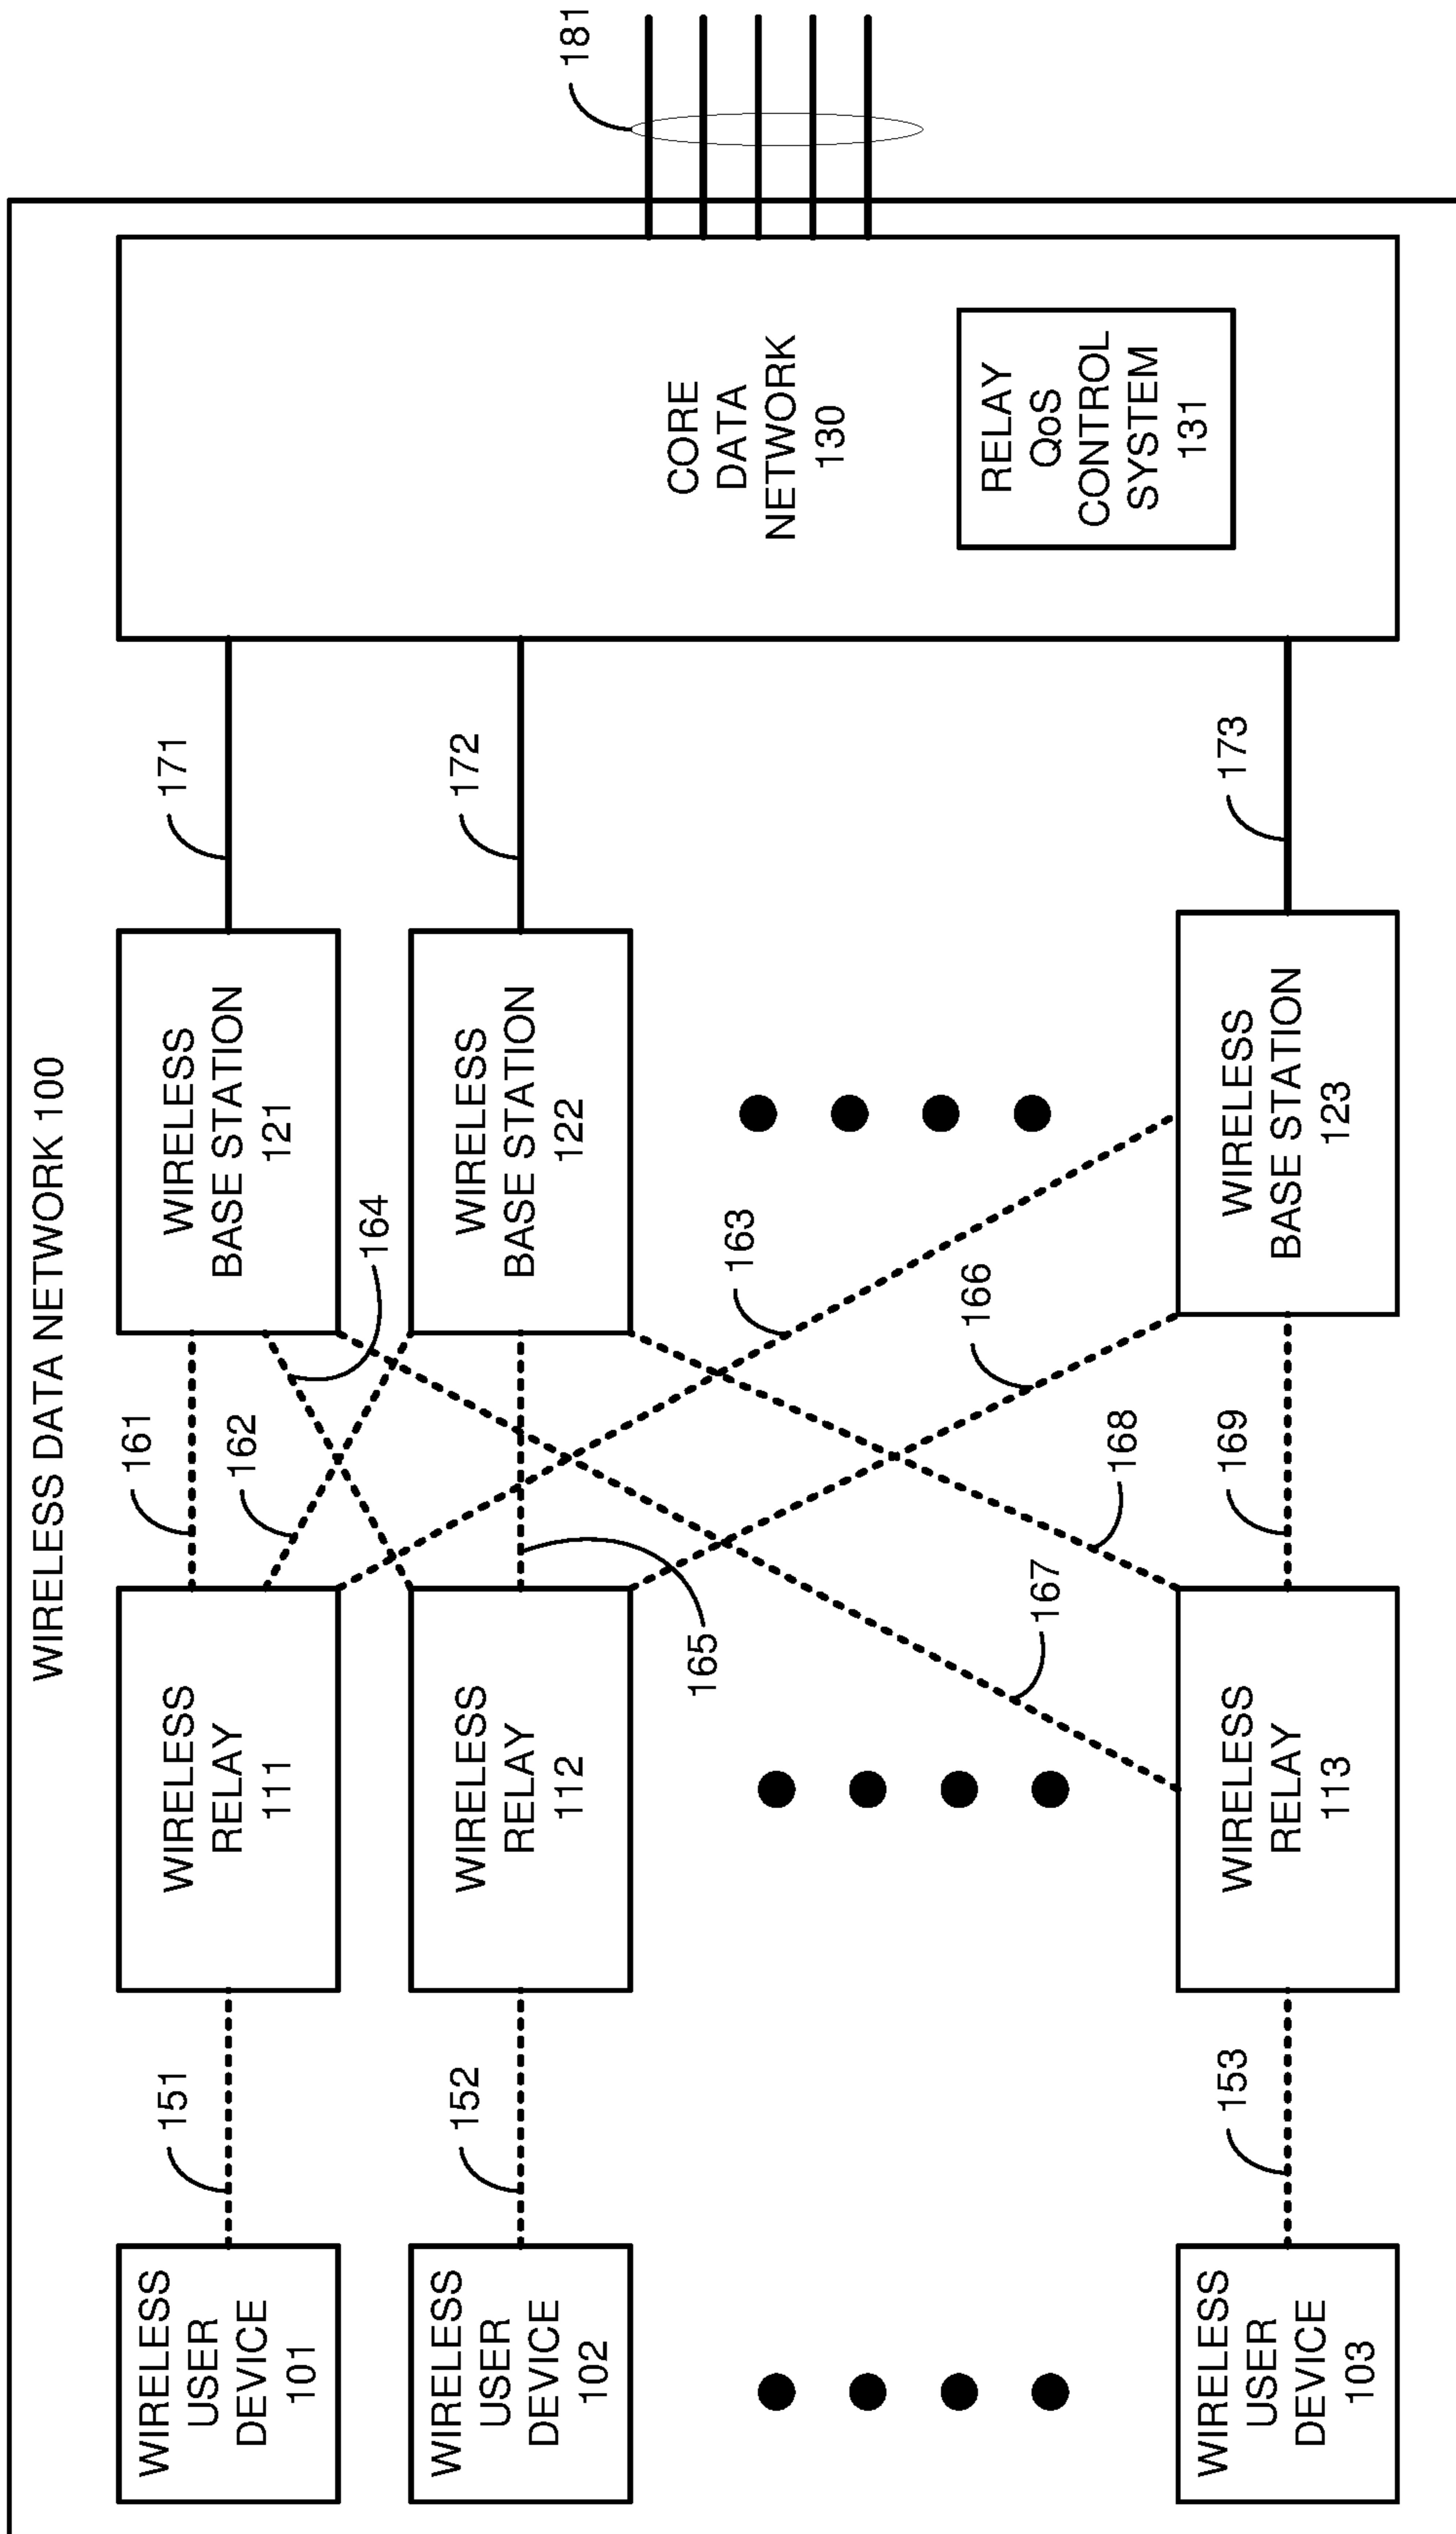 WIRELESS DATA NETWORK 100
WIRELESS
USER
DEVICE
101
151
WIRELESS
RELAY
111
161
162
164
WIRELESS
BASE STATION
121
171
WIRELESS
USER
DEVICE
102
152
WIRELESS
RELAY
112
165
163
WIRELESS
BASE STATION
122
172
166
167
168
WIRELESS
USER
DEVICE
103
153
WIRELESS
RELAY
113
169
WIRELESS
BASE STATION
123
173
CORE
DATA
NETWORK
130
RELAY
QoS
CONTROL
SYSTEM
131
181